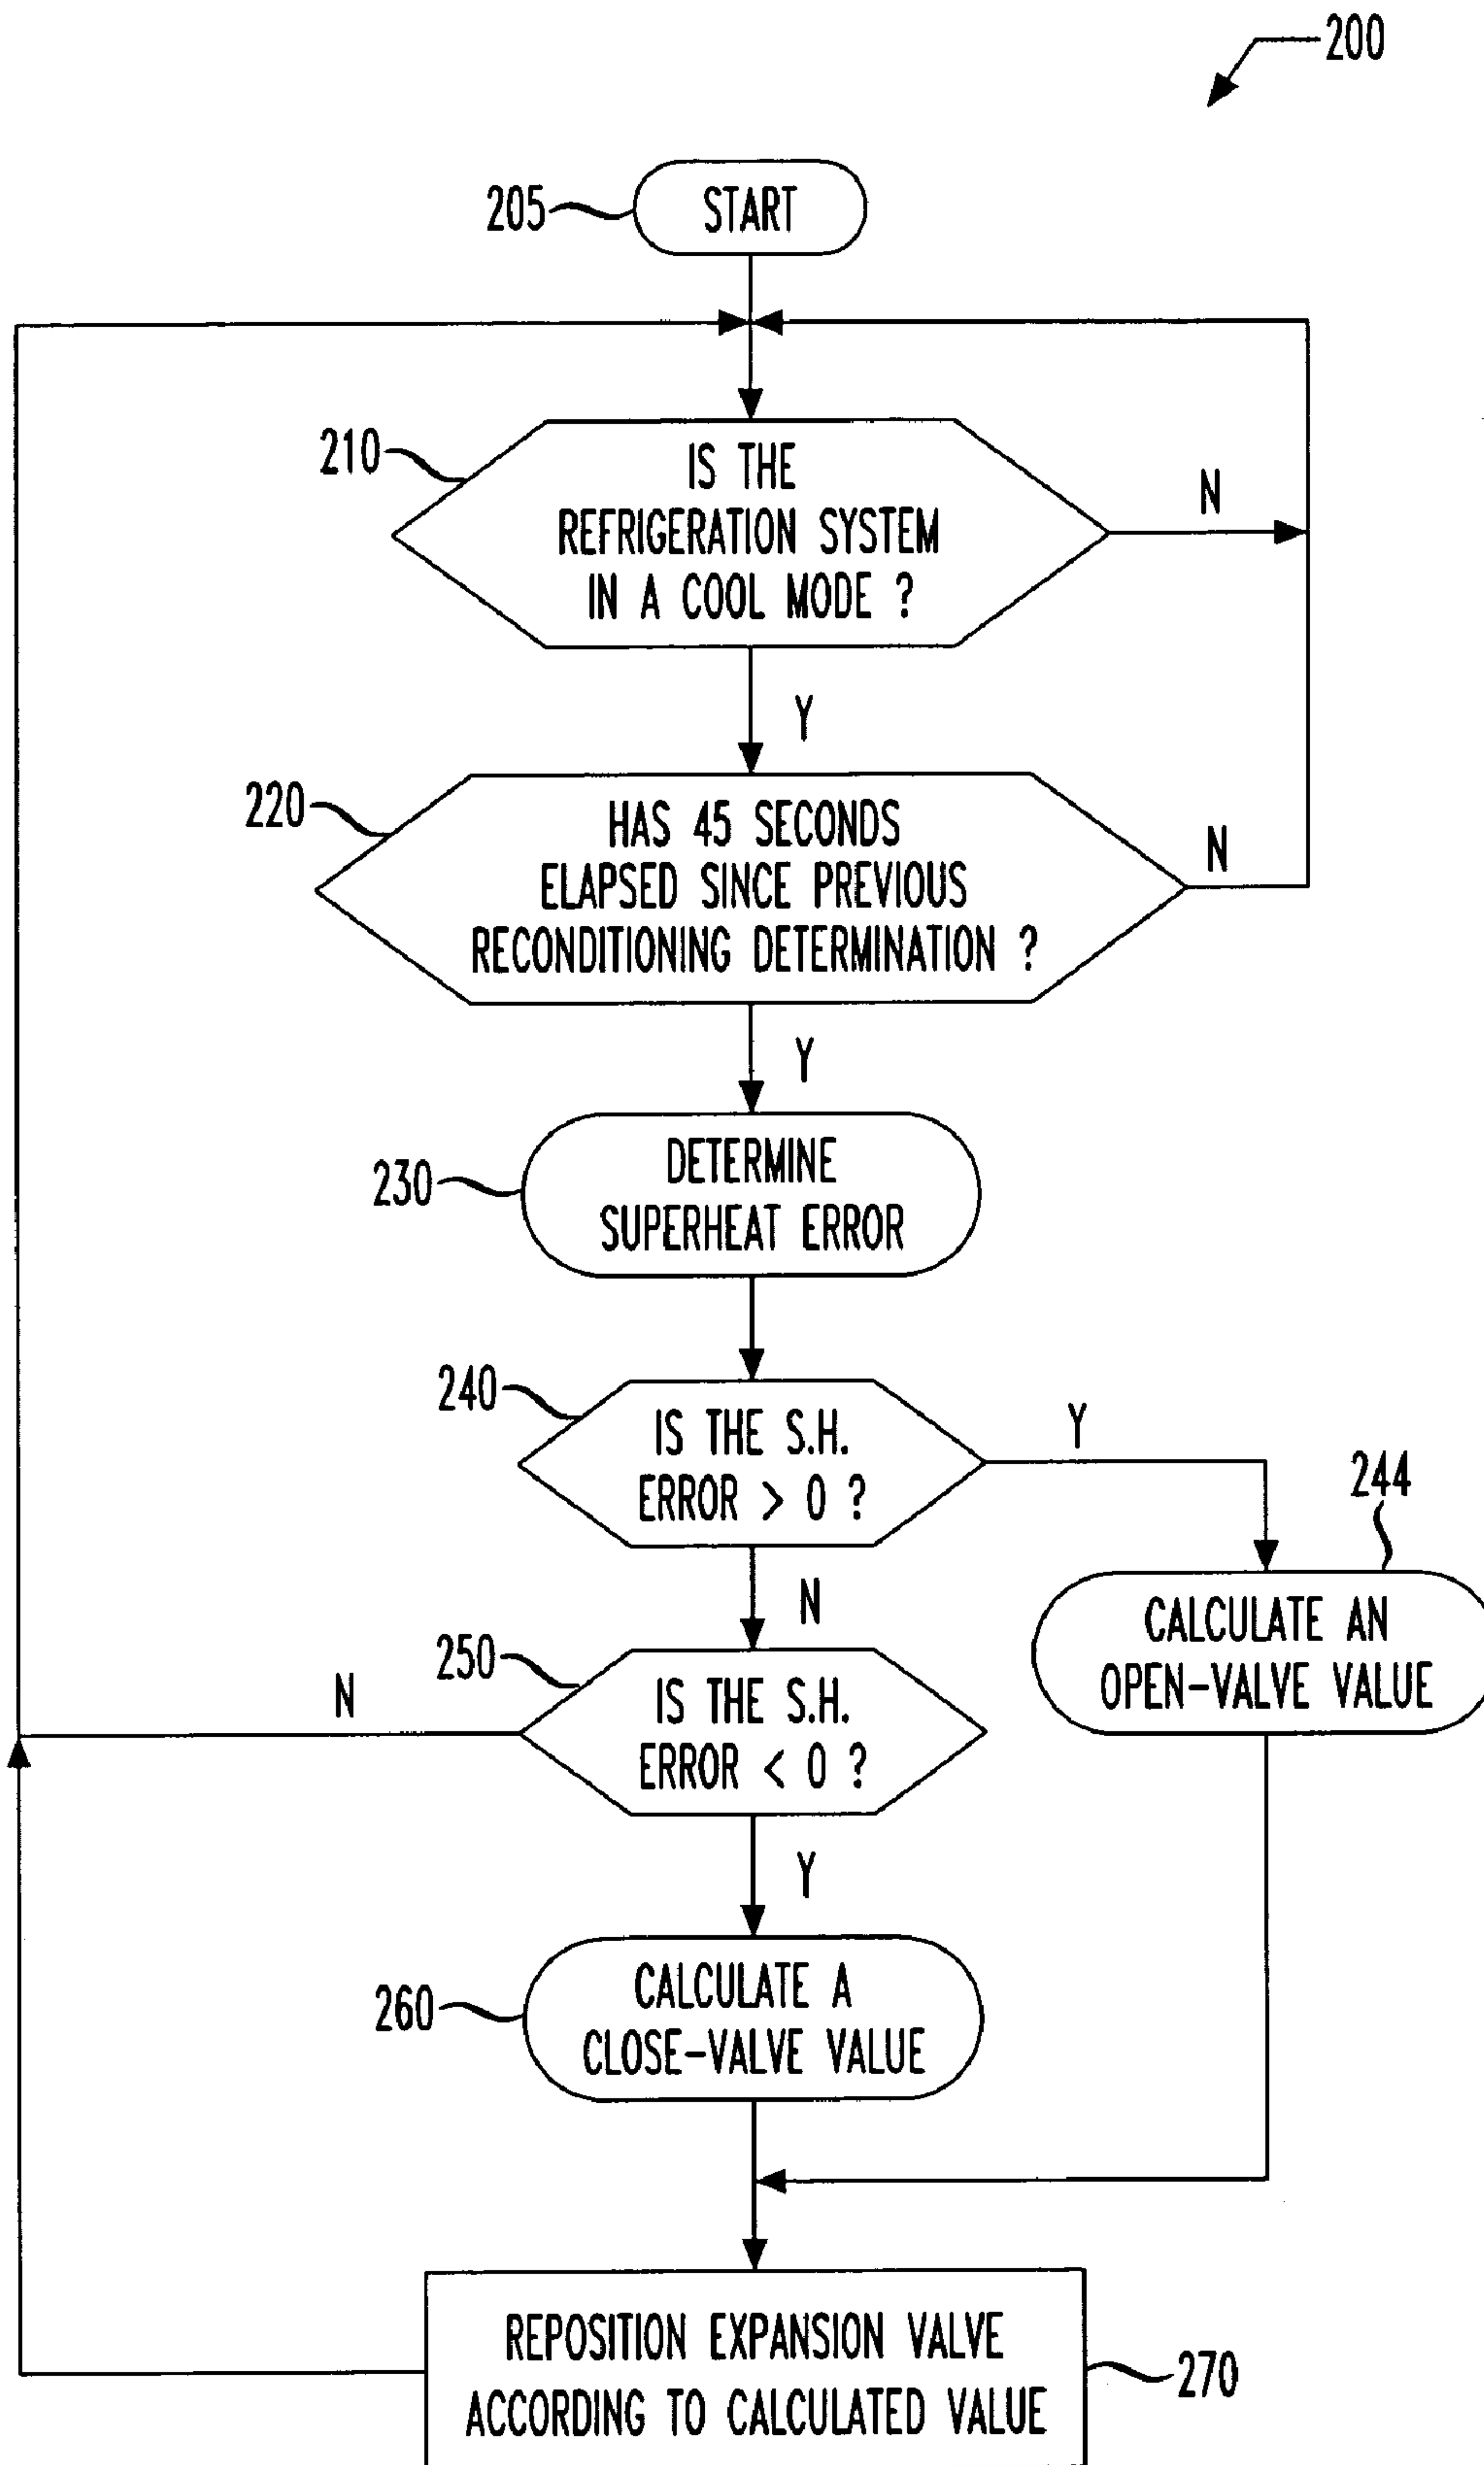 200
205
START
210
IS THE
REFRIGERATION SYSTEM
IN A COOL MODE ?
N
Y
220
HAS 45 SECONDS
ELAPSED SINCE PREVIOUS
RECONDITIONING DETERMINATION ?
N
Y
230
DETERMINE
SUPERHEAT ERROR
240
IS THE S.H.
ERROR > 0 ?
Y
244
CALCULATE AN
OPEN-VALVE VALUE
N
250
IS THE S.H.
ERROR < 0 ?
N
Y
260
CALCULATE A
CLOSE-VALVE VALUE
REPOSITION EXPANSION VALVE
ACCORDING TO CALCULATED VALUE
270